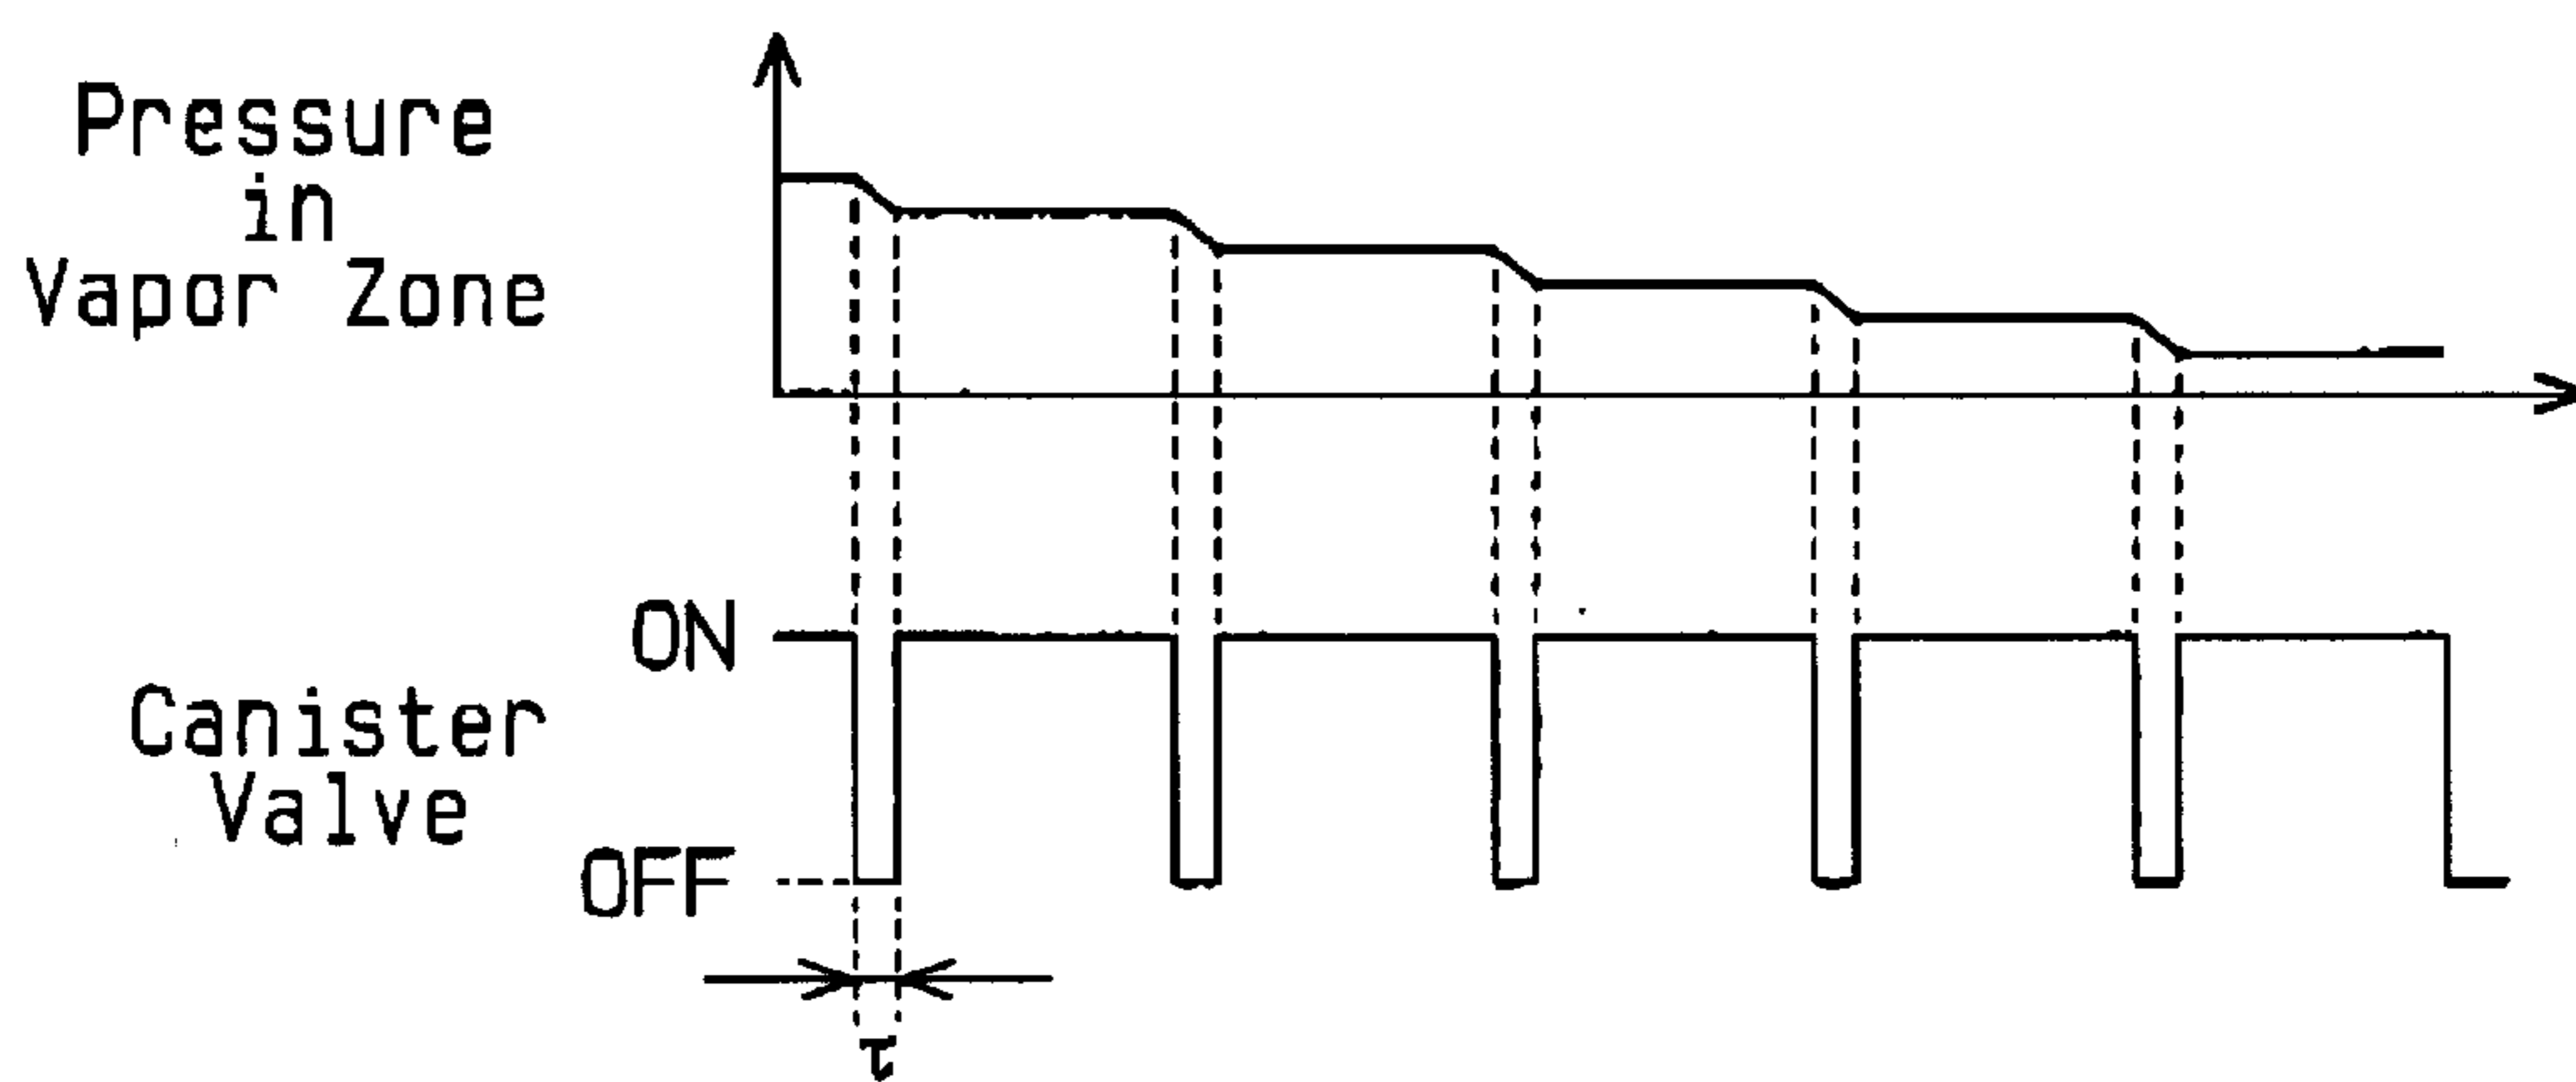 Pressure
in
Vapor Zone
ON
Canister
Valve
OFF
τ